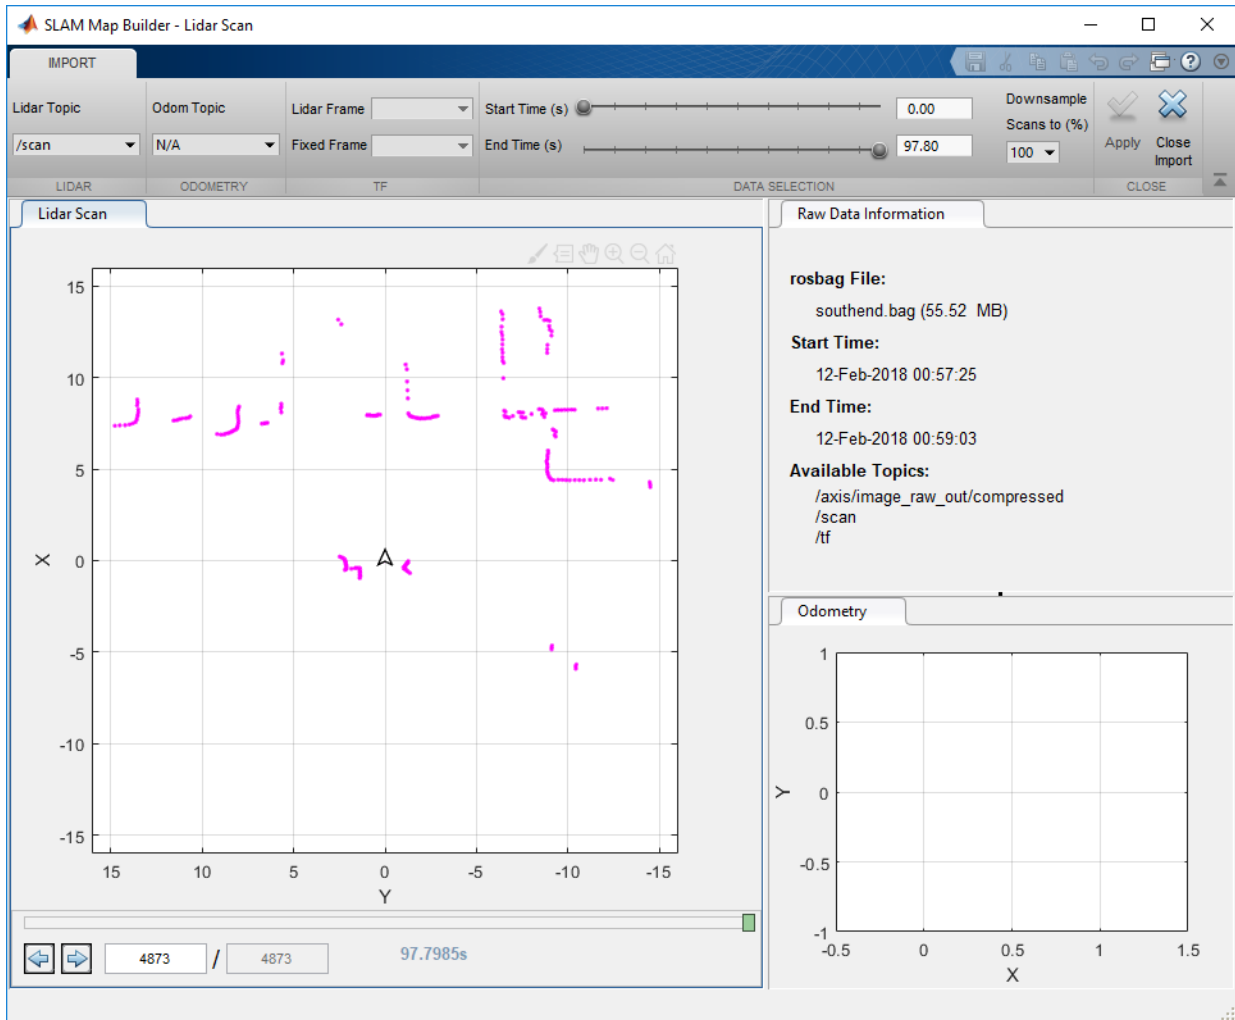 SLAM Map Builder - Lidar Scan
IMPORT
Lidar Topic
/scan
LIDAR
Odom Topic
N/A
ODOMETRY
Lidar Frame
Fixed Frame
TF
Start Time (s)
0.00
End Time (s)
97.80
Downsample
Scans to (%)
100
DATA SELECTION
Apply
Close
Import
CLOSE
Lidar Scan
15
10
5
0
-5
-10
-15
X
15
10
5
0
-5
-10
-15
Y
4873 / 4873
97.7985s
Raw Data Information
rosbag File:
southend.bag (55.52 MB)
Start Time:
12-Feb-2018 00:57:25
End Time:
12-Feb-2018 00:59:03
Available Topics:
/axis/image_raw_out/compressed
/scan
/tf
Odometry
1
0.5
0
-0.5
-1
Y
-0.5
0
0.5
1
1.5
X